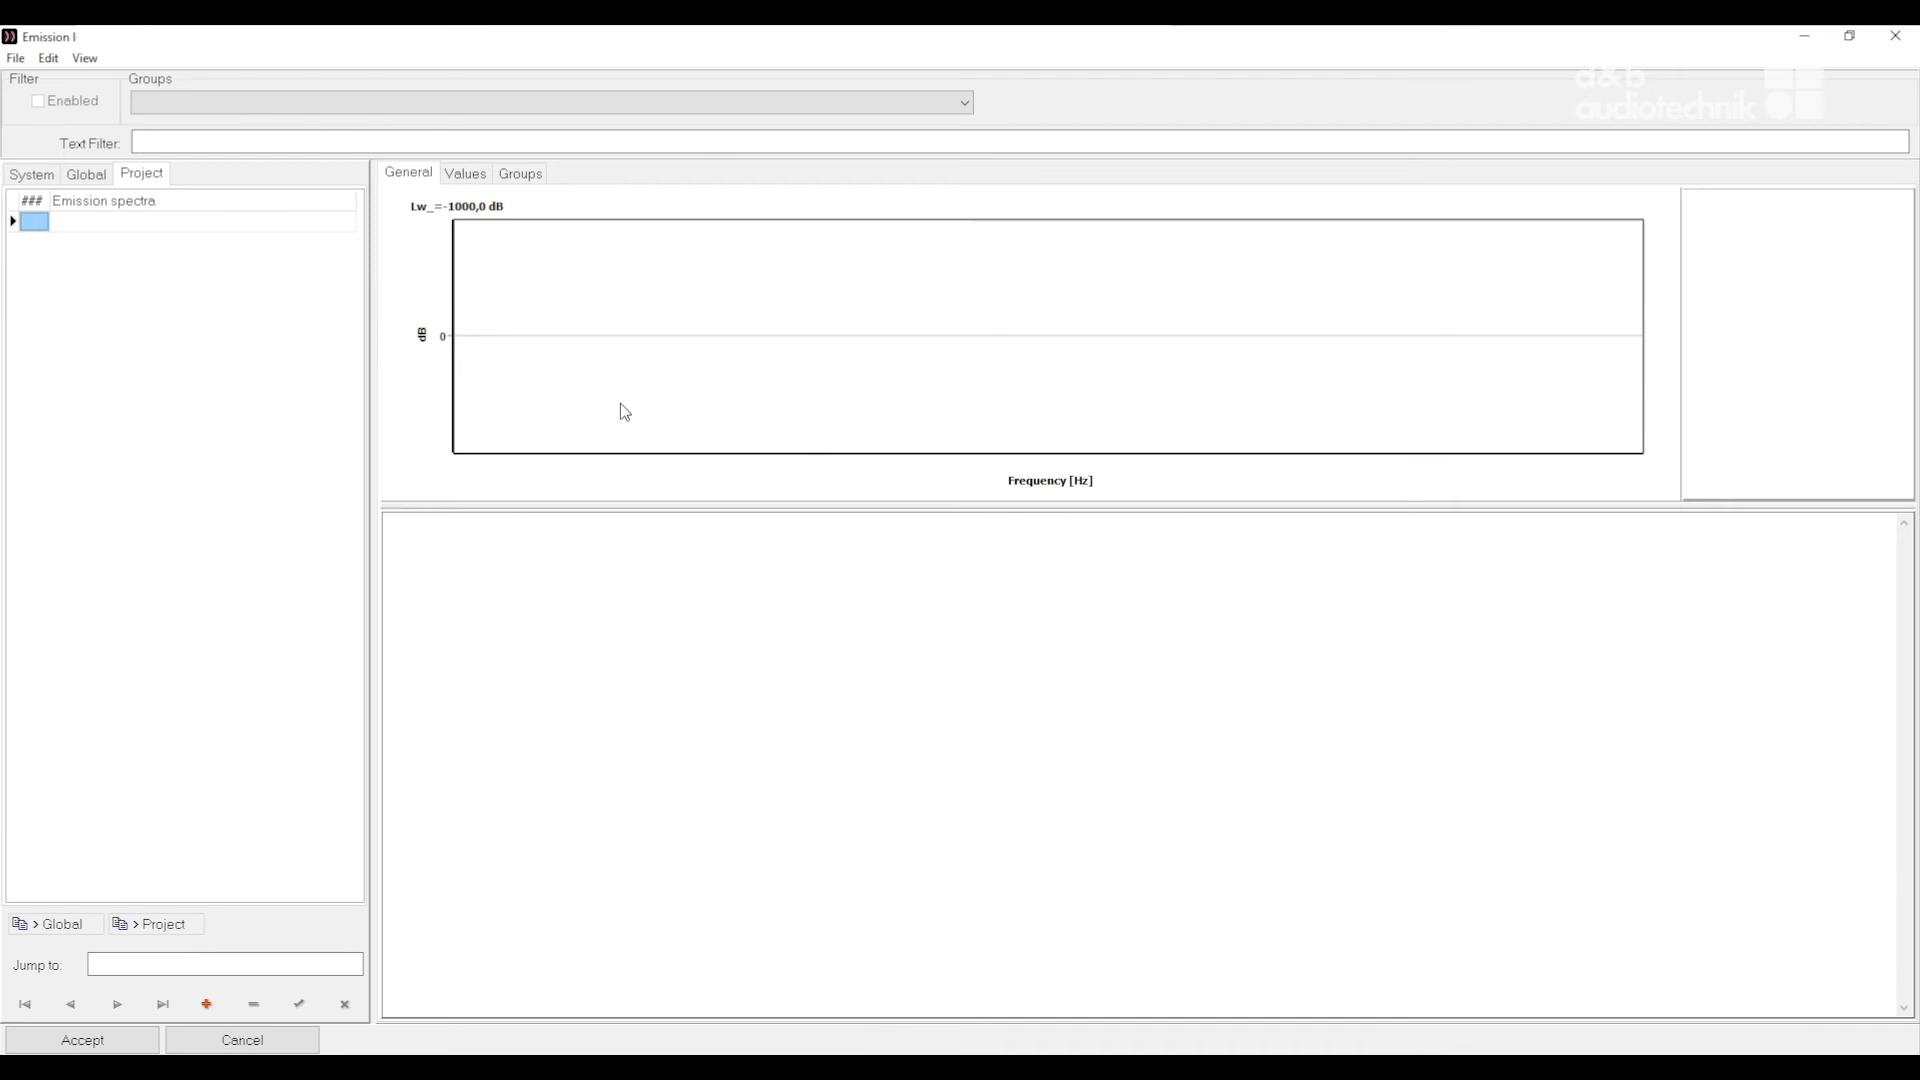 Emission I
File Edit View
Filter Groups
Enabled
d&b
audiotechnik
Text Filter:
System Global Project
General Values Groups
### Emission spectra
Lw_=-1000,0 dB
dB
0
Frequency [Hz]
> Global > Project
Jump to:
Accept Cancel